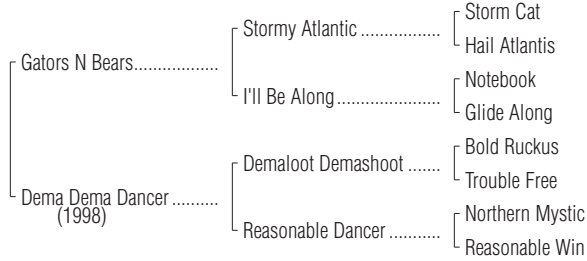 Storm Cat
Stormy Atlantic ..................
Hail Atlantis
Gators N Bears..................
Notebook
I'll Be Along ......................
Glide Along
Bold Ruckus
Demaloot Demashoot .......
Trouble Free
Dema Dema Dancer ..........
(1998)
Northern Mystic
Reasonable Dancer ...........
Reasonable Win